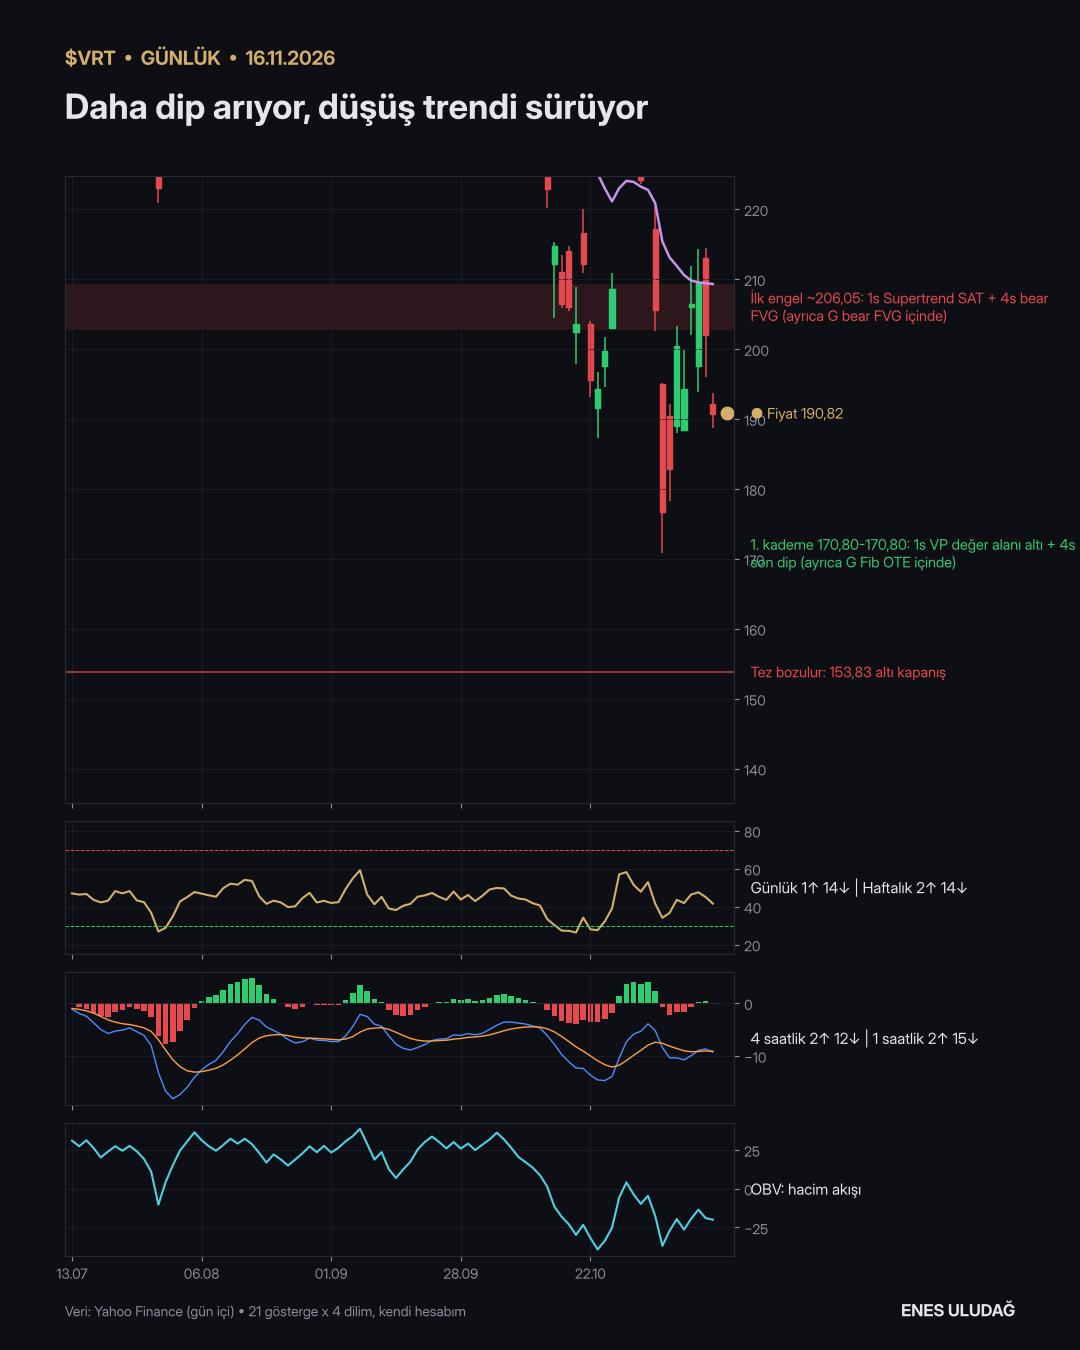 $VRT • GÜNLÜK • 16.11.2026
Daha dip arıyor, düşüş trendi sürüyor
220
210
İlk engel ~206,05: 1s Supertrend SAT + 4s bear
FVG (ayrıca G bear FVG içinde)
200
Fiyat 190,82
190
180
1. kademe 170,80-170,80: 1s VP değer alanı altı + 4s
170
son dip (ayrıca G Fib OTE içinde)
160
Tez bozulur: 153,83 altı kapanış
150
140
80
60
Günlük 1↑ 14↓ | Haftalık 2↑ 14↓
40
20
0
4 saatlik 2↑ 12↓ | 1 saatlik 2↑ 15↓
−10
25
0
OBV: hacim akışı
−25
13.07 06.08 01.09 28.09 22.10
Veri: Yahoo Finance (gün içi) • 21 gösterge x 4 dilim, kendi hesabım
ENES ULUDAĞ